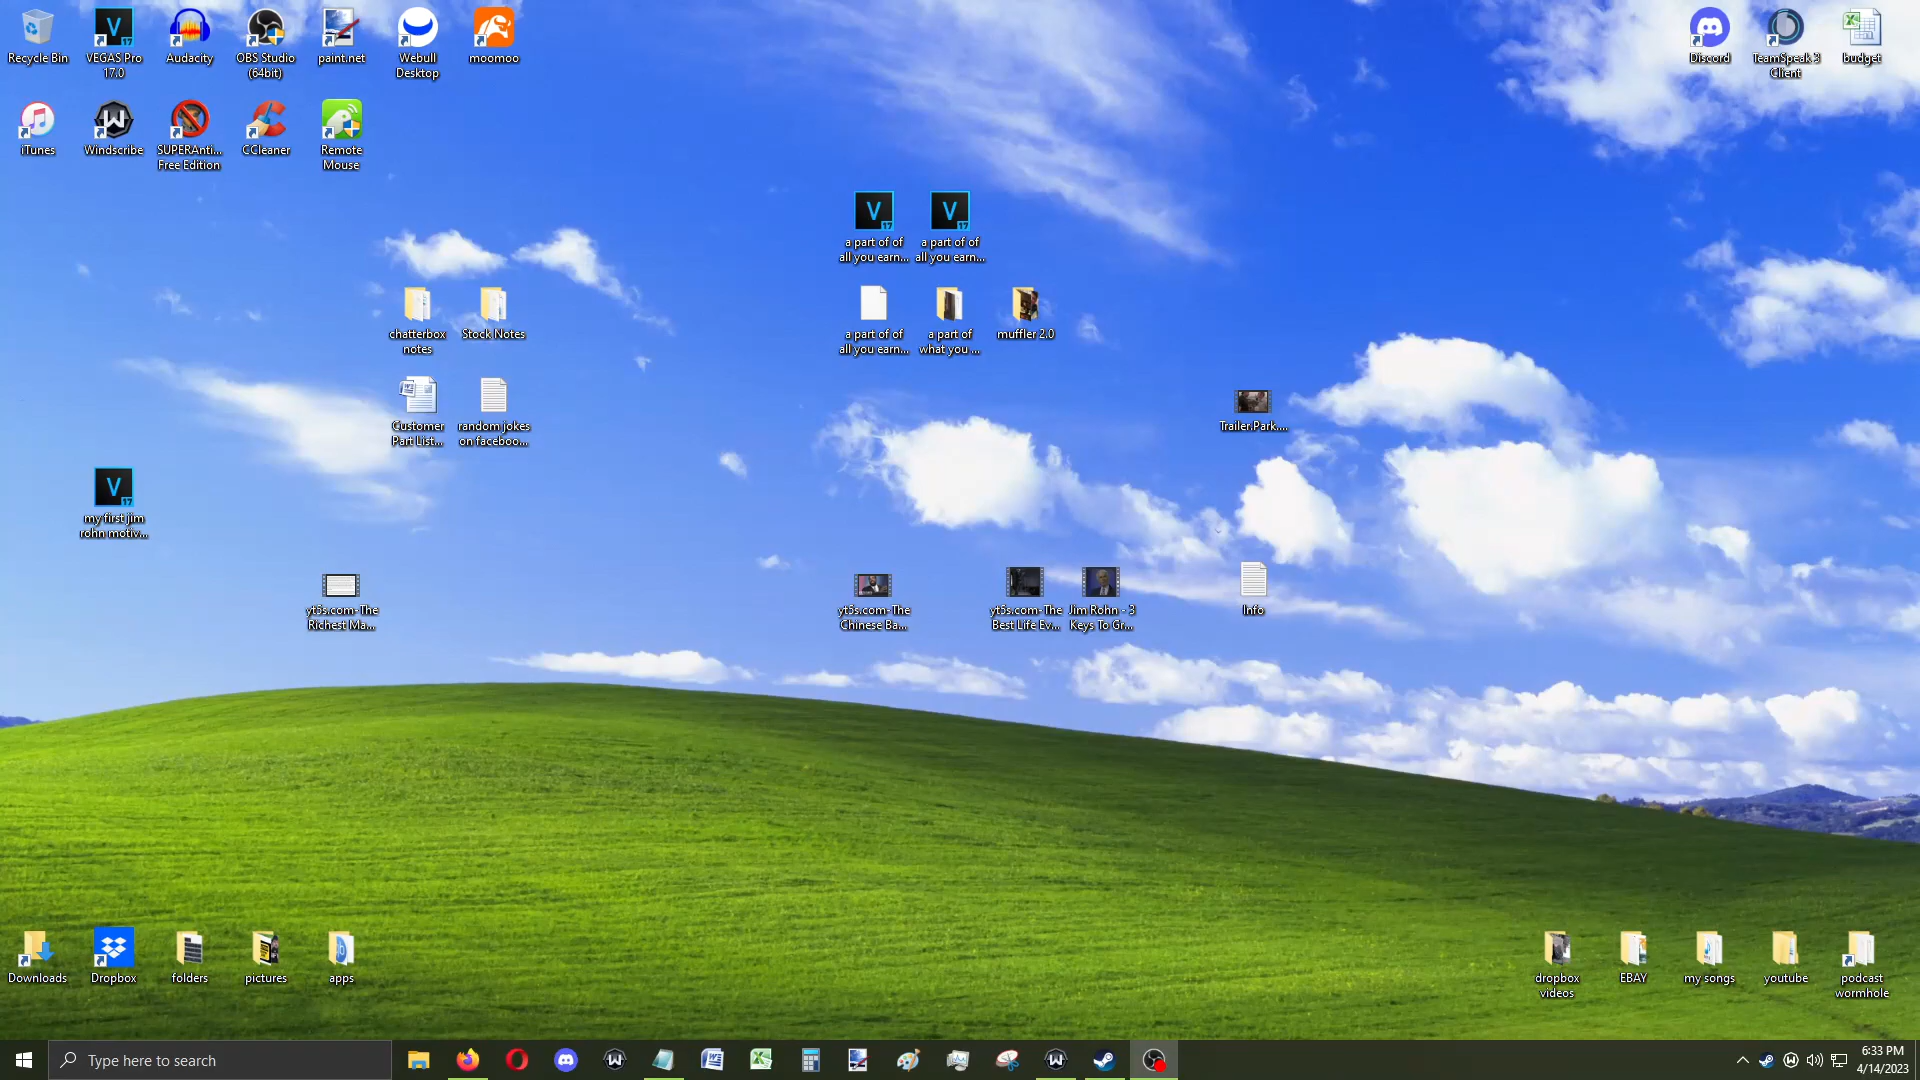 Recycle Bin
VEGAS Pro
17.0
Audacity
OBS Studio
(64bit)
paint.net
Webull
Desktop
moomoo
Discord
TeamSpeak 3
Client
budget
iTunes
Windscribe
SUPERAnti...
Free Edition
CCleaner
Remote
Mouse
a part of of
all you earn...
a part of of
all you earn...
chatterbox
notes
Stock Notes
a part of of
all you earn...
a part of
what you ...
muffler 2.0
Customer
Part List...
random jokes
on faceboo...
Trailer.Park....
my first jim
rohn motiv...
yt5s.com-The
Richest Ma...
yt5s.com-The
Chinese Ba...
yt5s.com-The
Best Life Ev...
Jim Rohn - 3
Keys To Gr...
Info
Downloads
Dropbox
folders
pictures
apps
dropbox
videos
EBAY
my songs
youtube
podcast
wormhole
Type here to search
6:33 PM
4/14/2023